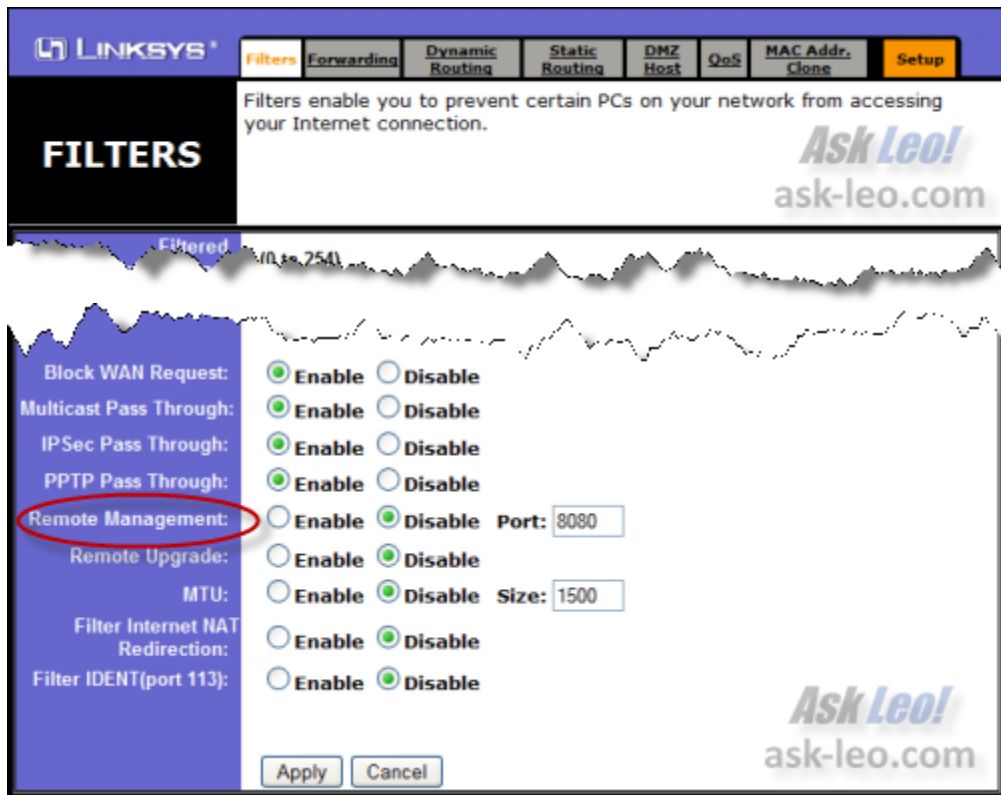 LINKSYS®
Filters Forwarding Dynamic Routing Static Routing DMZ Host QoS MAC Addr. Clone Setup
FILTERS
Filters enable you to prevent certain PCs on your network from accessing
your Internet connection.
Ask Leo!
ask-leo.com
Filtered (0 to 254)
Block WAN Request: Enable Disable
Multicast Pass Through: Enable Disable
IPSec Pass Through: Enable Disable
PPTP Pass Through: Enable Disable
Remote Management: Enable Disable Port: 8080
Remote Upgrade: Enable Disable
MTU: Enable Disable Size: 1500
Filter Internet NAT
Redirection: Enable Disable
Filter IDENT(port 113): Enable Disable
Ask Leo!
ask-leo.com
Apply Cancel